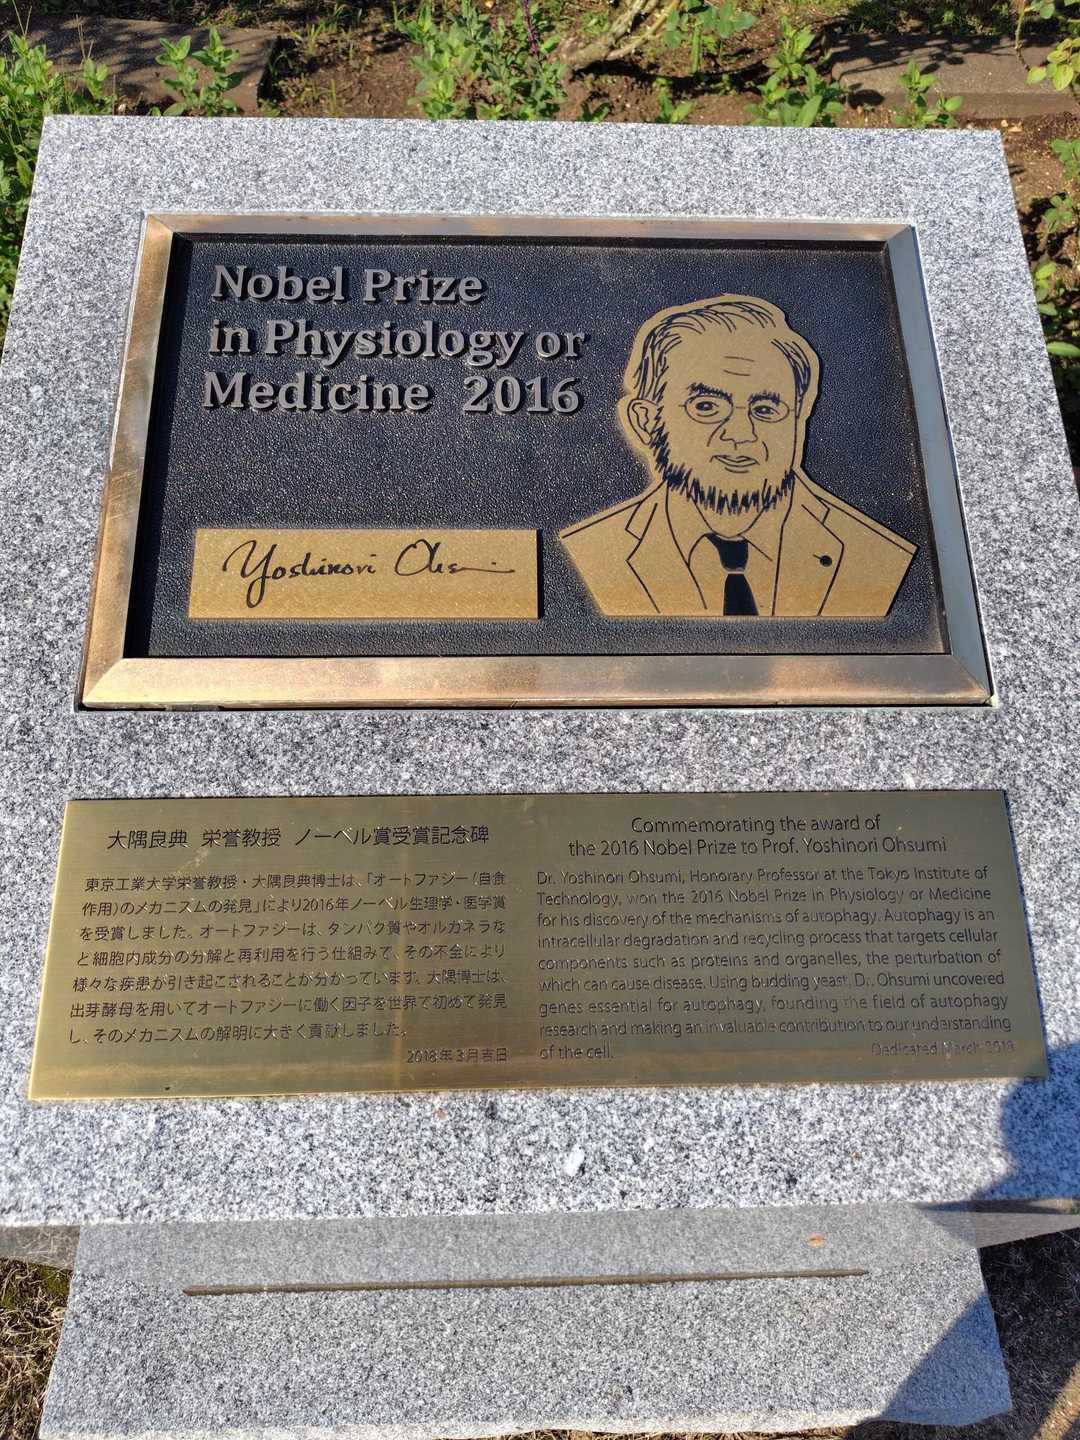 Nobel Prize
in Physiology or
Medicine 2016
Yoshinori Ohsumi
大隅良典 栄誉教授 ノーベル賞受賞記念碑
東京工業大学栄誉教授・大隅良典博士は、「オートファジー(自食
作用)のメカニズムの発見」により2016年ノーベル生理学・医学賞
を受賞しました。オートファジーは、タンパク質やオルガネラな
ど細胞内成分の分解と再利用を行う仕組みで、その不全により
様々な疾患が引き起こされることが分かっています。大隅博士は、
出芽酵母を用いてオートファジーに働く因子を世界で初めて発見
し、そのメカニズムの解明に大きく貢献しました。
2018年3月吉日
Commemorating the award of
the 2016 Nobel Prize to Prof. Yoshinori Ohsumi
Dr. Yoshinori Ohsumi, Honorary Professor at the Tokyo Institute of
Technology, won the 2016 Nobel Prize in Physiology or Medicine
for his discovery of the mechanisms of autophagy. Autophagy is an
intracellular degradation and recycling process that targets cellular
components such as proteins and organelles, the perturbation of
which can cause disease. Using budding yeast, Dr. Ohsumi uncovered
genes essential for autophagy, founding the field of autophagy
research and making an invaluable contribution to our understanding
of the cell.
Dedicated March 2018